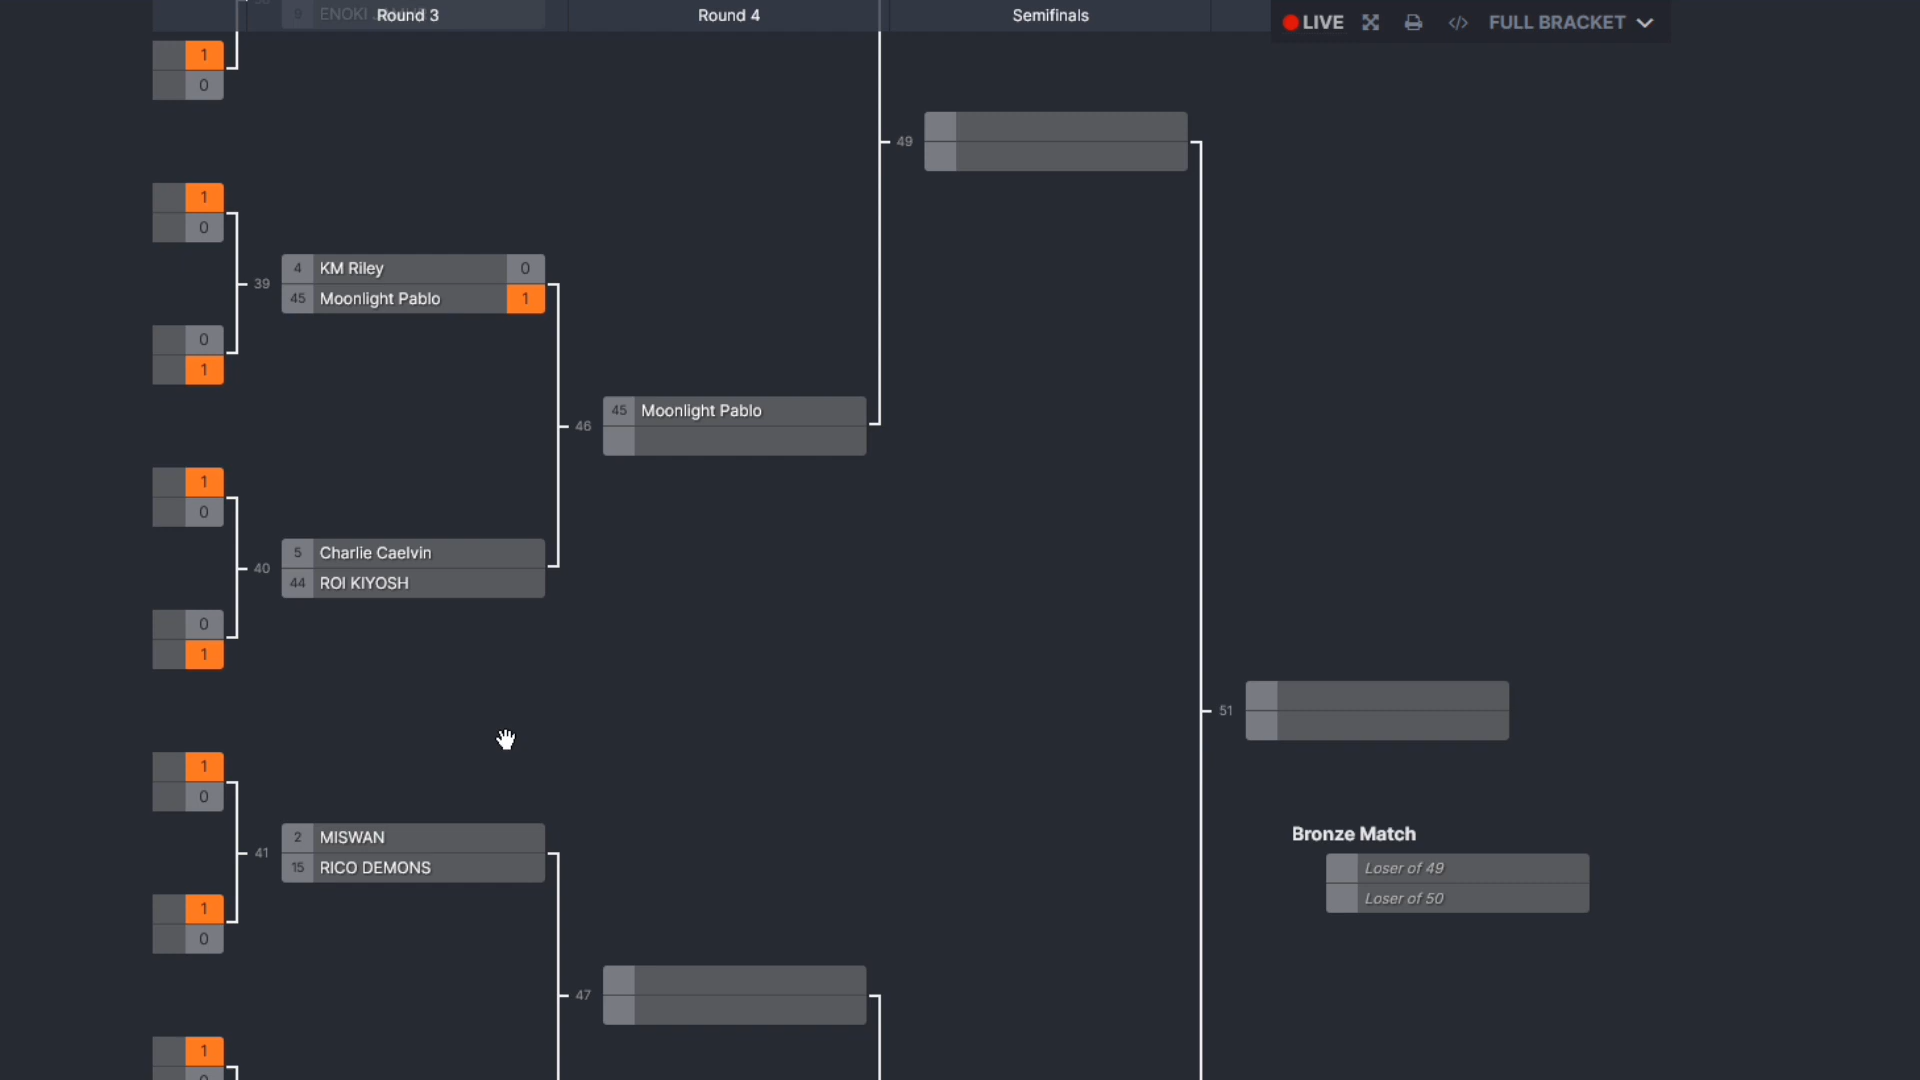 Round 3
Round 4
Semifinals
LIVE
</>
FULL BRACKET
9 ENOKI
1
0
49
1
0
39
4 KM Riley 0
45 Moonlight Pablo 1
0
1
46
45 Moonlight Pablo
1
0
40
5 Charlie Caelvin
44 ROI KIYOSH
0
1
51
1
0
41
2 MISWAN
15 RICO DEMONS
Bronze Match
Loser of 49
Loser of 50
1
0
47
1
0